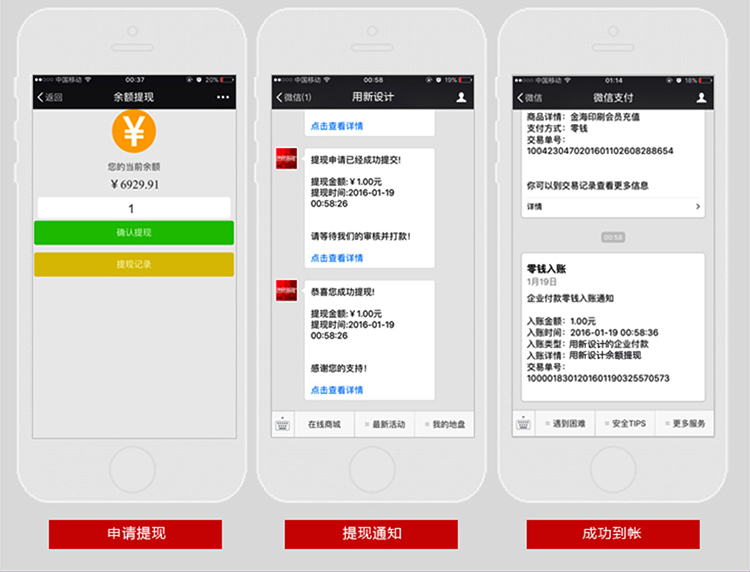 中国移动 00:37 20%
返回 余额提现
¥
您的当前余额
¥6929.91
1
确认提现
提现记录
申请提现
中国移动 00:58 19%
微信(1) 用新设计
点击查看详情
提现申请已经成功提交!
提现金额:¥1.00元
提现时间:2016-01-19
00:58:26
请等待我们的审核并打款!
点击查看详情
恭喜您成功提现!
提现金额:¥1.00元
提现时间:2016-01-19
00:58:26
感谢您的支持!
点击查看详情
在线商城 最新活动 我的地盘
提现通知
中国移动 01:14 18%
微信 微信支付
商品详情：金海印刷会员充值
支付方式：零钱
交易单号：
1004230470201601102608288654
你可以到交易记录查看更多信息
详情
00:58
零钱入账
1月19日
企业付款零钱入账通知
入账金额：1.00元
入账时间：2016-01-19 00:58:36
入账类型：用新设计的企业付款
入账详情：用新设计余额提现
交易单号：
1000018301201601190325570573
遇到困难 安全TIPS 更多服务
成功到帐